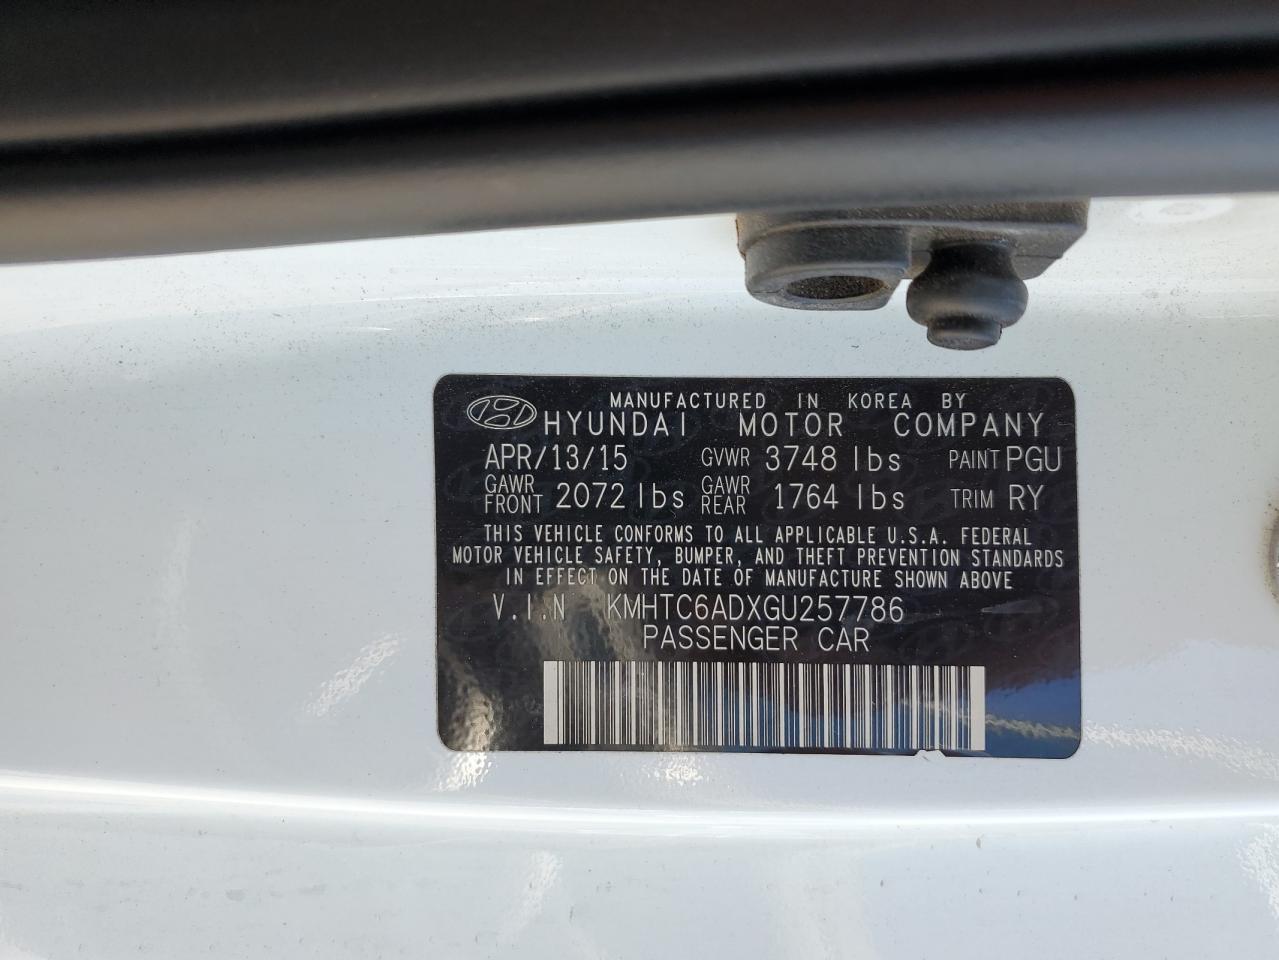 MANUFACTURED IN KOREA BY
HYUNDAI MOTOR COMPANY
APR/13/15 GVWR 3748 lbs PAINT PGU
GAWR FRONT 2072 lbs GAWR REAR 1764 lbs TRIM RY
THIS VEHICLE CONFORMS TO ALL APPLICABLE U.S.A. FEDERAL
MOTOR VEHICLE SAFETY, BUMPER, AND THEFT PREVENTION STANDARDS
IN EFFECT ON THE DATE OF MANUFACTURE SHOWN ABOVE
V.I.N KMHTC6ADXGU257786
PASSENGER CAR